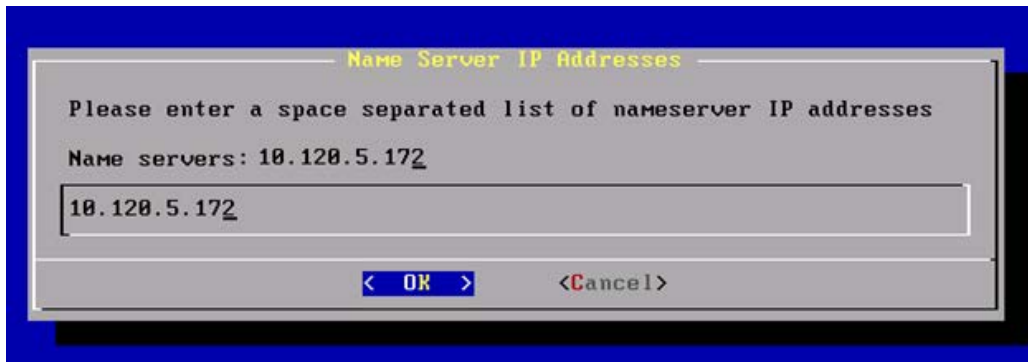 Name Server IP Addresses
Please enter a space separated list of nameserver IP addresses
Name servers: 10.120.5.172
10.120.5.172
< OK > <Cancel>